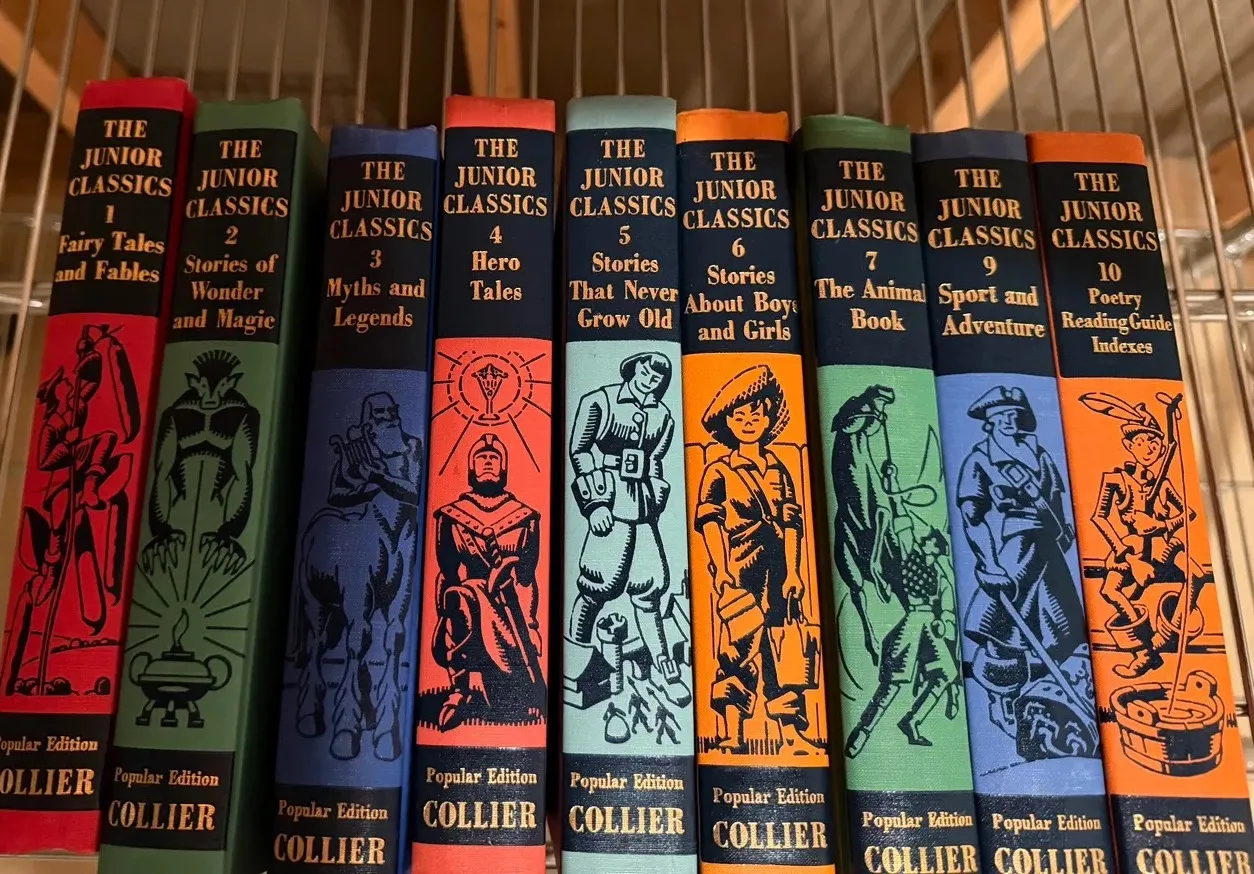 THE
JUNIOR
CLASSICS
1
Fairy Tales
and Fables
Popular Edition
COLLIER
THE
JUNIOR
CLASSICS
2
Stories of
Wonder
and Magic
Popular Edition
COLLIER
THE
JUNIOR
CLASSICS
3
Myths and
Legends
Popular Edition
COLLIER
THE
JUNIOR
CLASSICS
4
Hero
Tales
Popular Edition
COLLIER
THE
JUNIOR
CLASSICS
5
Stories
That Never
Grow Old
Popular Edition
COLLIER
THE
JUNIOR
CLASSICS
6
Stories
About Boys
and Girls
Popular Edition
COLLIER
THE
JUNIOR
CLASSICS
7
The Animal
Book
Popular Edition
COLLIER
THE
JUNIOR
CLASSICS
9
Sport and
Adventure
Popular Edition
COLLIER
THE
JUNIOR
CLASSICS
10
Poetry
Reading Guide
Indexes
Popular Edition
COLLIER